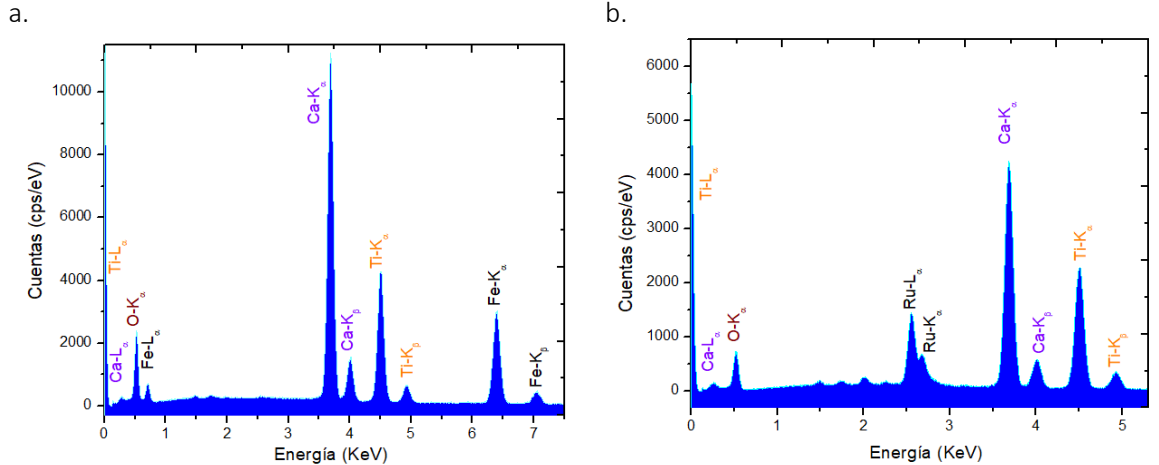 a.
Cuentas (cps/eV)
10000
8000
6000
4000
2000
0
Ti-Lα
Ca-Lα
O-Kα
Fe-Lα
Ca-Kα
Ca-Kβ
Ti-Kα
Ti-Kβ
Fe-Kα
Fe-Kβ
0 1 2 3 4 5 6 7
Energía (KeV)
b.
Cuentas (cps/eV)
6000
5000
4000
3000
2000
1000
0
Ti-Lα
Ca-Lα
O-Kα
Ru-Lα
Ru-Kα
Ca-Kα
Ca-Kβ
Ti-Kα
Ti-Kβ
0 1 2 3 4 5
Energía (KeV)